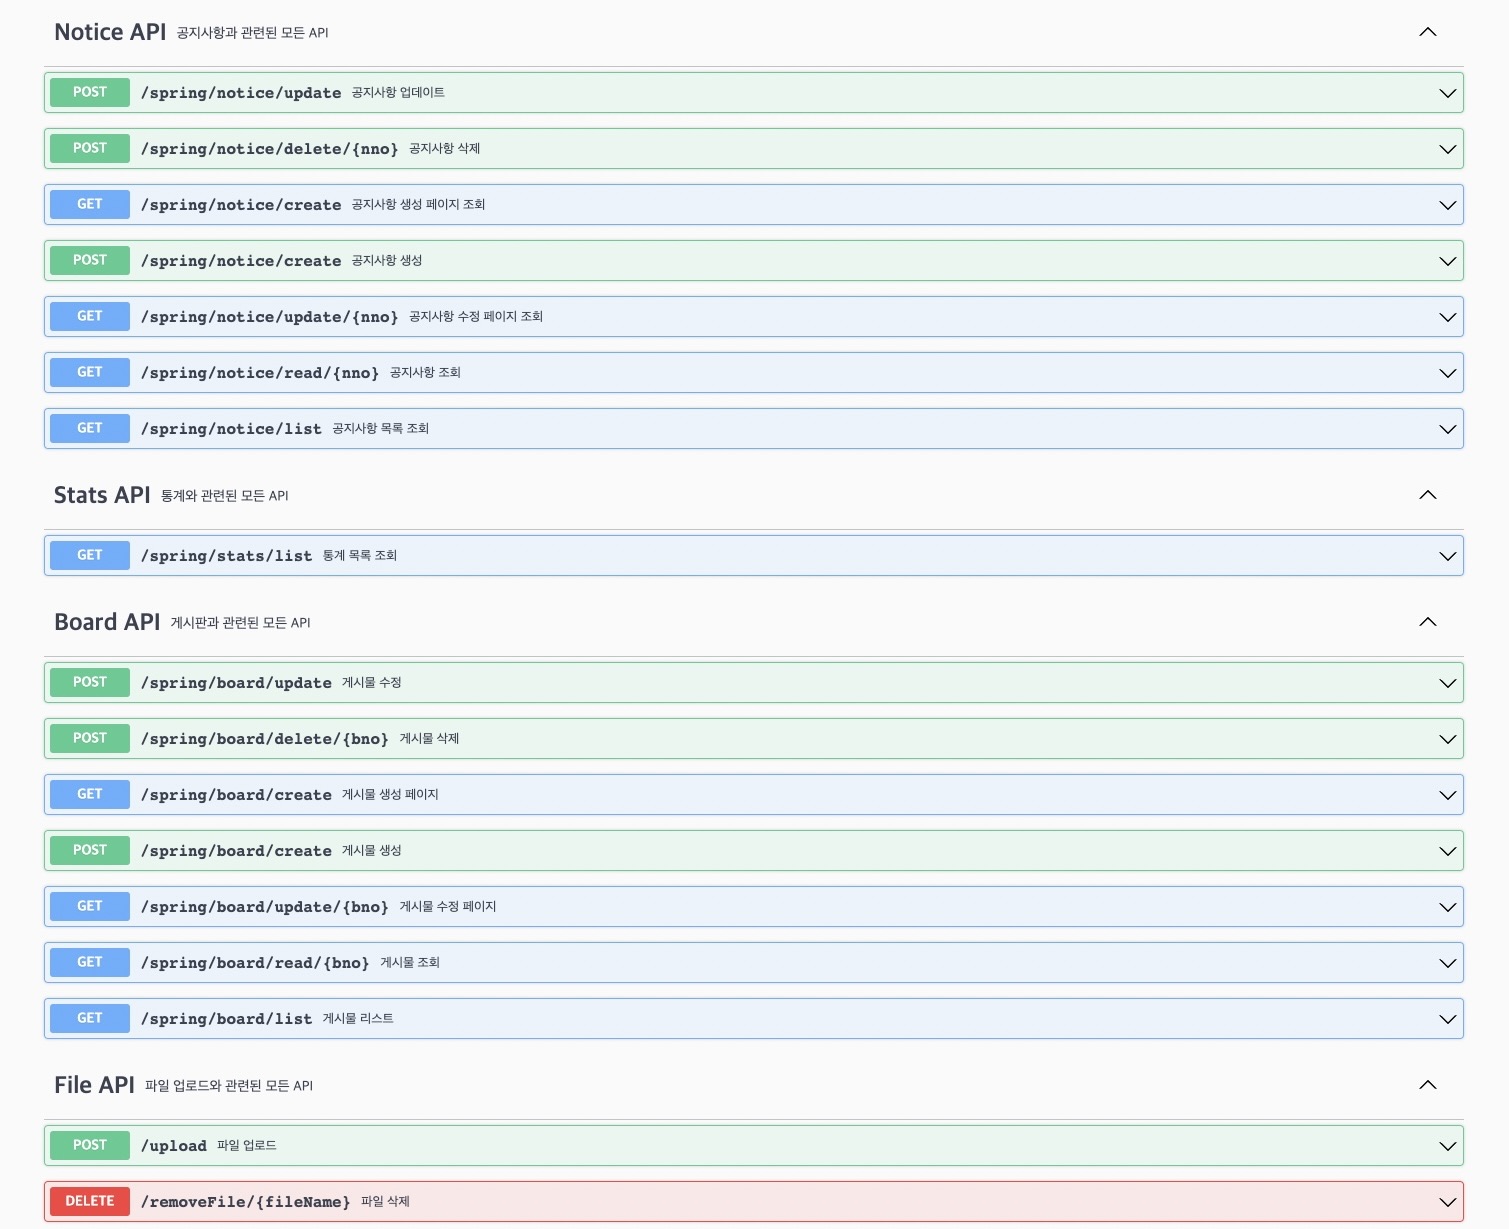 Notice API 공지사항과 관련된 모든 API
POST /spring/notice/update 공지사항 업데이트
POST /spring/notice/delete/{nno} 공지사항 삭제
GET /spring/notice/create 공지사항 생성 페이지 조회
POST /spring/notice/create 공지사항 생성
GET /spring/notice/update/{nno} 공지사항 수정 페이지 조회
GET /spring/notice/read/{nno} 공지사항 조회
GET /spring/notice/list 공지사항 목록 조회
Stats API 통계와 관련된 모든 API
GET /spring/stats/list 통계 목록 조회
Board API 게시판과 관련된 모든 API
POST /spring/board/update 게시물 수정
POST /spring/board/delete/{bno} 게시물 삭제
GET /spring/board/create 게시물 생성 페이지
POST /spring/board/create 게시물 생성
GET /spring/board/update/{bno} 게시물 수정 페이지
GET /spring/board/read/{bno} 게시물 조회
GET /spring/board/list 게시물 리스트
File API 파일 업로드와 관련된 모든 API
POST /upload 파일 업로드
DELETE /removeFile/{fileName} 파일 삭제